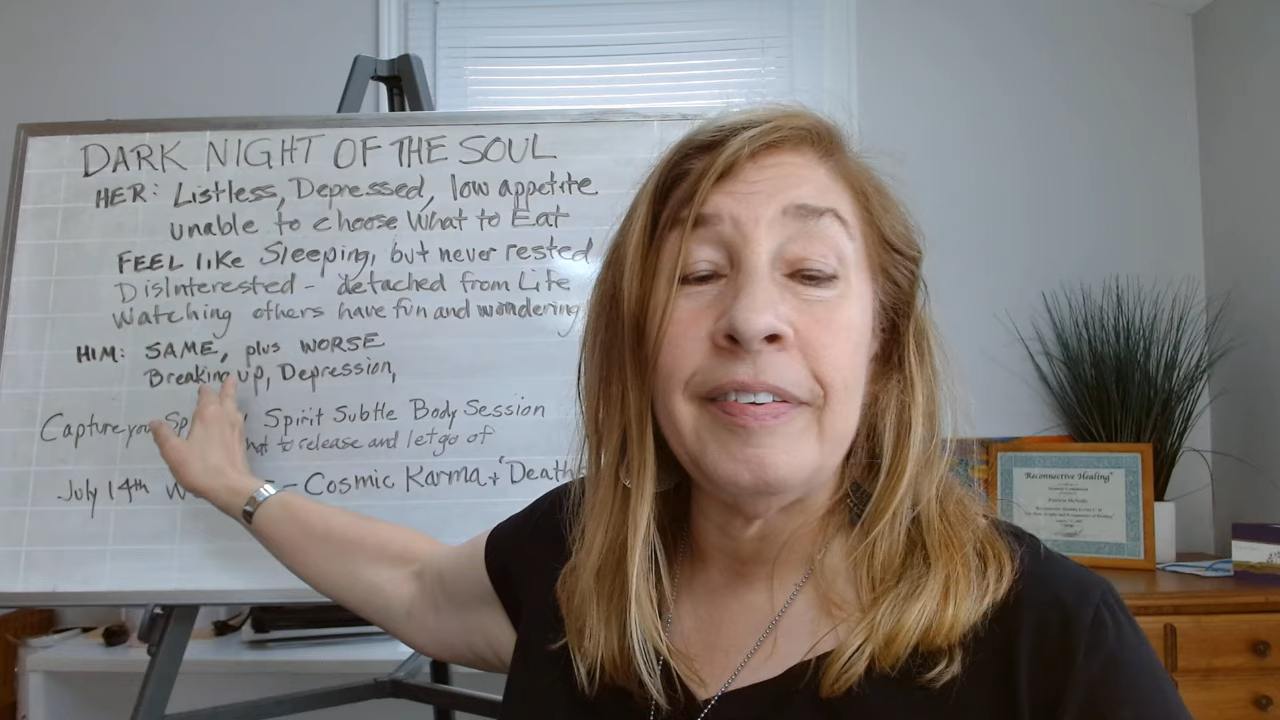 DARK NIGHT OF THE SOUL
HER: Listless, Depressed, low appetite
unable to choose What to Eat
FEEL like Sleeping, but never rested
DisInterested - detached from Life
Watching others have fun and wondering
HIM: SAME, plus WORSE
Breaking up, Depression,
Capture your Spirit Subtle Body Session
to release and let go of
July 14th - Cosmic Karma + "Death
Reconnective Healing